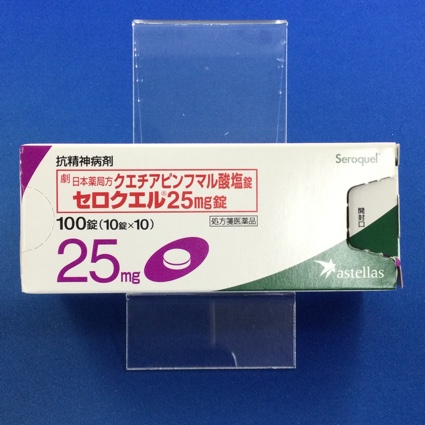 抗精神病剤
Seroquel®
劇 日本薬局方 クエチアピンフマル酸塩錠
セロクエル®25mg錠
100錠(10錠×10)
処方箋医薬品
開封口
25mg
astellas